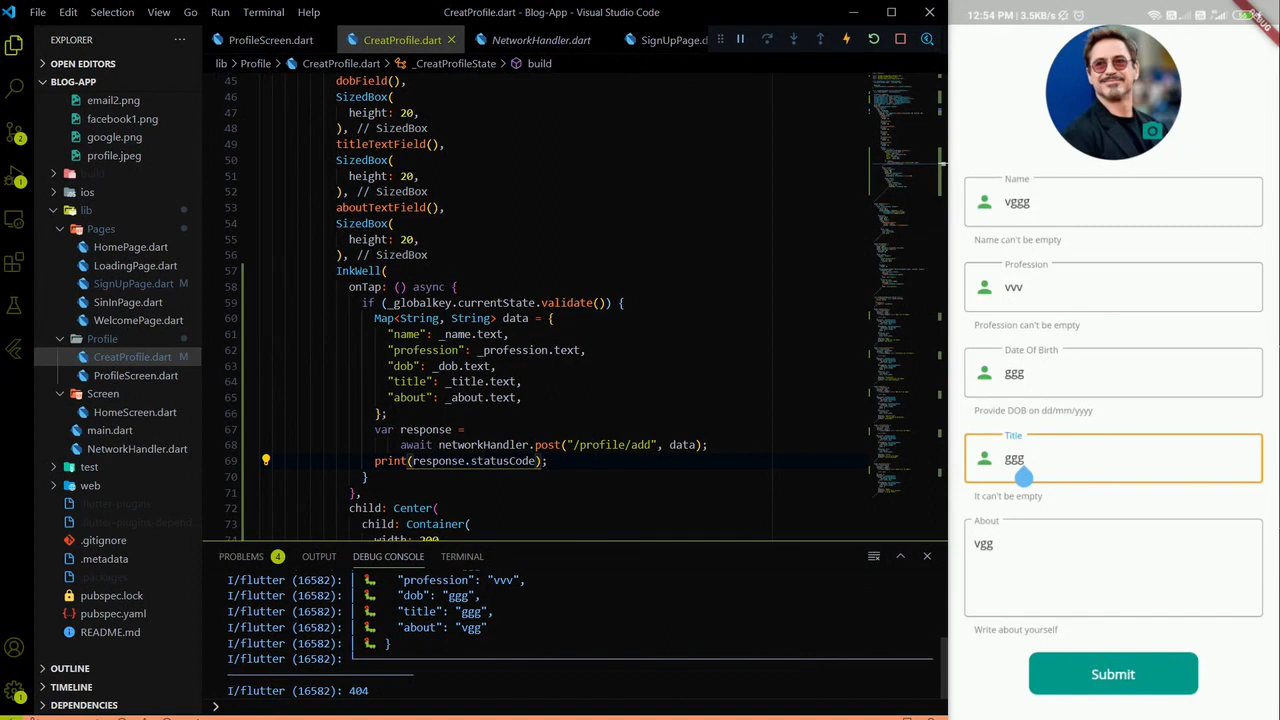 File Edit Selection View Go Run Terminal Help
CreatProfile.dart - Blog-App - Visual Studio Code
EXPLORER
OPEN EDITORS
BLOG-APP
email.png
facebook1.png
google.png
profile.jpeg
build
ios
lib
Pages
HomePage.dart
LoadingPage.dart
SignUpPage.dart M
SinInPage.dart
WelcomePage.dart
Profile
CreatProfile.dart M
ProfileScreen.dart
Screen
HomeScreen.dart
main.dart
NetworkHandler.dart
test
web
.flutter-plugins
.flutter-plugins-depend...
.gitignore
.metadata
.packages
pubspec.lock
pubspec.yaml
README.md
OUTLINE
TIMELINE
DEPENDENCIES
ProfileScreen.dart
CreatProfile.dart
NetworkHandler.dart
SignUpPage.d
lib > Profile > CreatProfile.dart > _CreatProfileState > build
45 dobField(),
46 SizedBox(
47 height: 20,
48 ), // SizedBox
49 titleTextField(),
50 SizedBox(
51 height: 20,
52 ), // SizedBox
53 aboutTextField(),
54 SizedBox(
55 height: 20,
56 ), // SizedBox
57 InkWell(
58 onTap: () async {
59 if (_globalkey.currentState.validate()) {
60 Map<String, String> data = {
61 "name": _name.text,
62 "profession": _profession.text,
63 "dob": _dob.text,
64 "title": _title.text,
65 "about": _about.text,
66 };
67 var response =
68 await networkHandler.post("/profile/add", data);
69 print(response.statusCode);
70 }
71 },
72 child: Center(
73 child: Container(
74 width: 200,
PROBLEMS 4 OUTPUT DEBUG CONSOLE TERMINAL
I/flutter (16582): "profession": "vvv",
I/flutter (16582): "dob": "ggg",
I/flutter (16582): "title": "ggg",
I/flutter (16582): "about": "vgg"
I/flutter (16582): }
I/flutter (16582):
I/flutter (16582): 404
12:54 PM | 3.5KB/s
DEBUG
Name
vggg
Name can't be empty
Profession
vvv
Profession can't be empty
Date Of Birth
ggg
Provide DOB on dd/mm/yyyy
Title
ggg
It can't be empty
About
vgg
Write about yourself
Submit